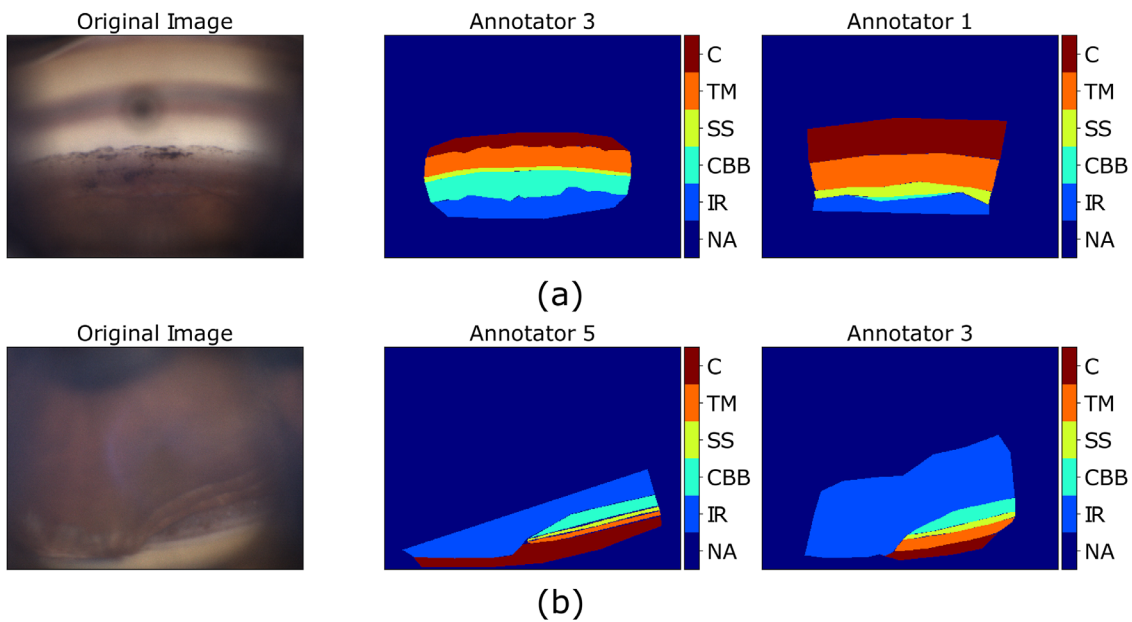 Original Image
Annotator 3
Annotator 1
C
TM
SS
CBB
IR
NA
C
TM
SS
CBB
IR
NA
(a)
Original Image
Annotator 5
Annotator 3
C
TM
SS
CBB
IR
NA
C
TM
SS
CBB
IR
NA
(b)